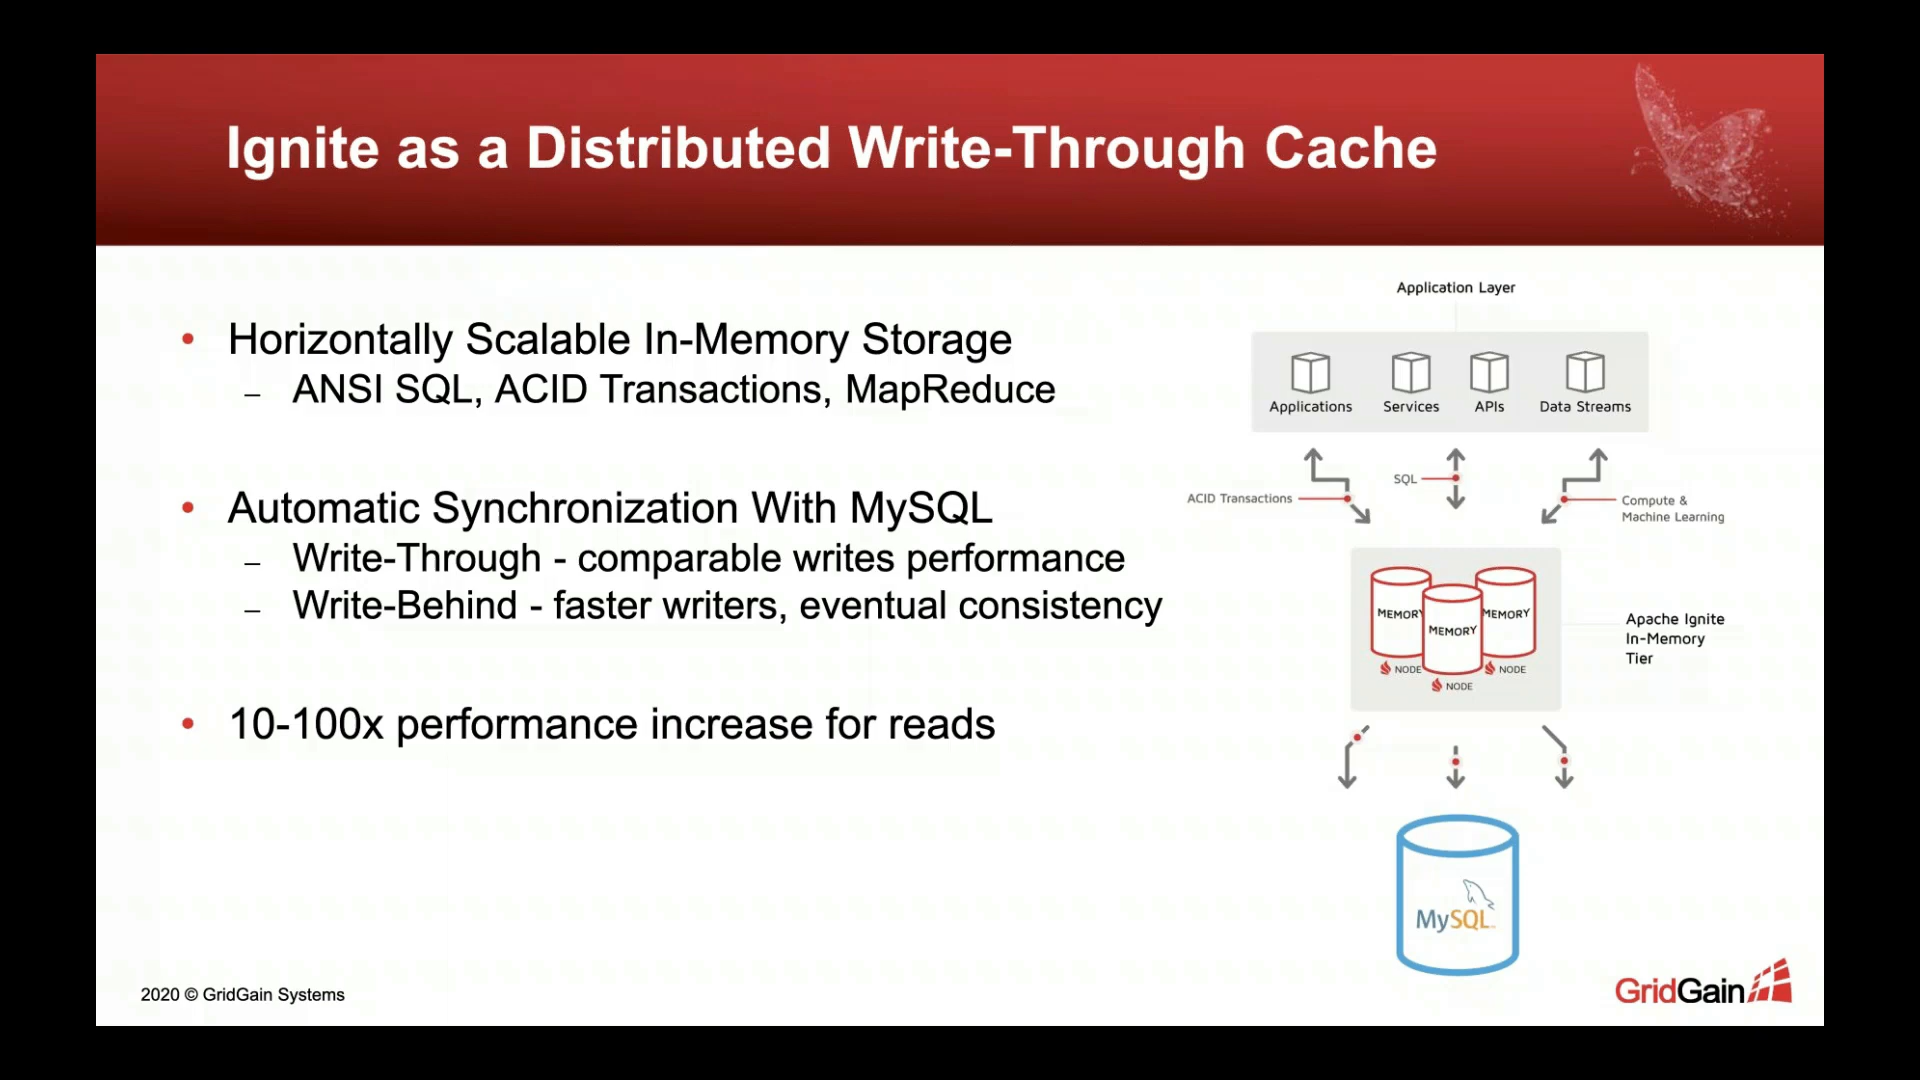 Ignite as a Distributed Write-Through Cache
• Horizontally Scalable In-Memory Storage
– ANSI SQL, ACID Transactions, MapReduce
• Automatic Synchronization With MySQL
– Write-Through - comparable writes performance
– Write-Behind - faster writers, eventual consistency
• 10-100x performance increase for reads
Application Layer
Applications Services APIs Data Streams
SQL
ACID Transactions
Compute &
Machine Learning
MEMORY MEMORY MEMORY
NODE NODE NODE
Apache Ignite
In-Memory
Tier
MySQL
2020 © GridGain Systems
GridGain